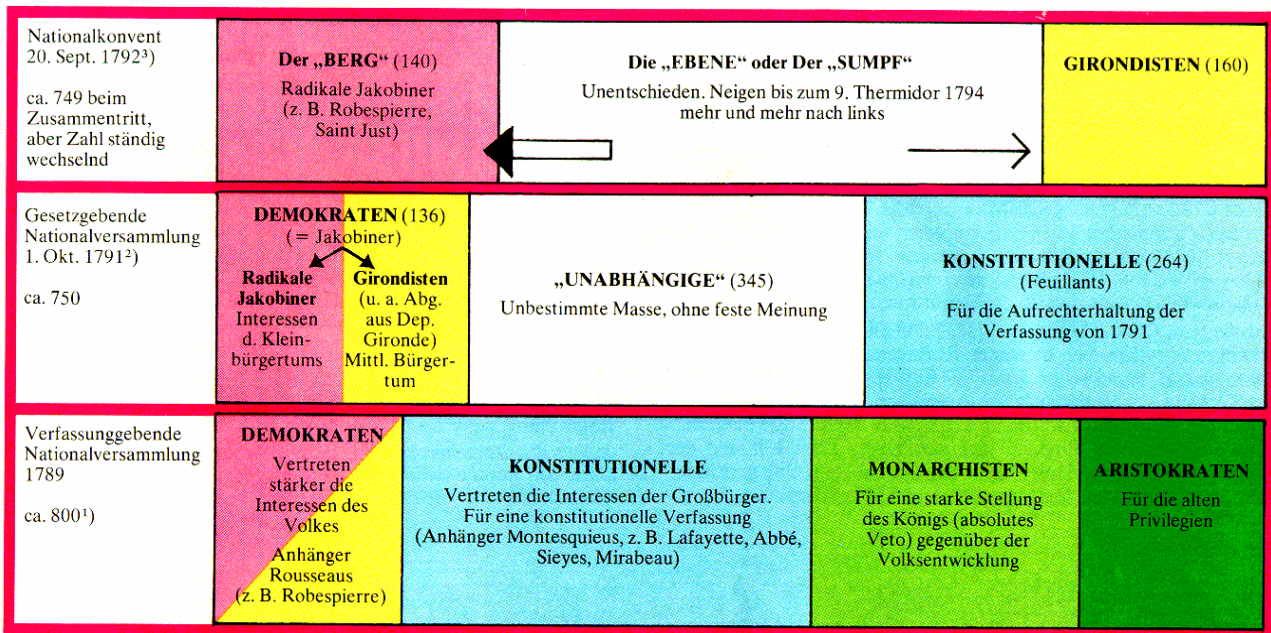 Nationalkonvent
20. Sept. 1792³)
ca. 749 beim
Zusammentritt,
aber Zahl ständig
wechselnd
Der „BERG“ (140)
Radikale Jakobiner
(z. B. Robespierre,
Saint Just)
Die „EBENE“ oder Der „SUMPF“
Unentschieden. Neigen bis zum 9. Thermidor 1794
mehr und mehr nach links
GIRONDISTEN (160)
Gesetzgebende
Nationalversammlung
1. Okt. 1791²)
ca. 750
DEMOKRATEN (136)
(= Jakobiner)
Radikale
Jakobiner
Interessen
d. Klein-
bürgertums
Girondisten
(u. a. Abg.
aus Dep.
Gironde)
Mittl. Bürger-
tum
„UNABHÄNGIGE“ (345)
Unbestimmte Masse, ohne feste Meinung
KONSTITUTIONELLE (264)
(Feuillants)
Für die Aufrechterhaltung der
Verfassung von 1791
Verfassunggebende
Nationalversammlung
1789
ca. 800¹)
DEMOKRATEN
Vertreten
stärker die
Interessen des
Volkes
Anhänger
Rousseaus
(z. B. Robespierre)
KONSTITUTIONELLE
Vertreten die Interessen der Großbürger.
Für eine konstitutionelle Verfassung
(Anhänger Montesquieus, z. B. Lafayette, Abbé,
Sieyes, Mirabeau)
MONARCHISTEN
Für eine starke Stellung
des Königs (absolutes
Veto) gegenüber der
Volksentwicklung
ARISTOKRATEN
Für die alten
Privilegien